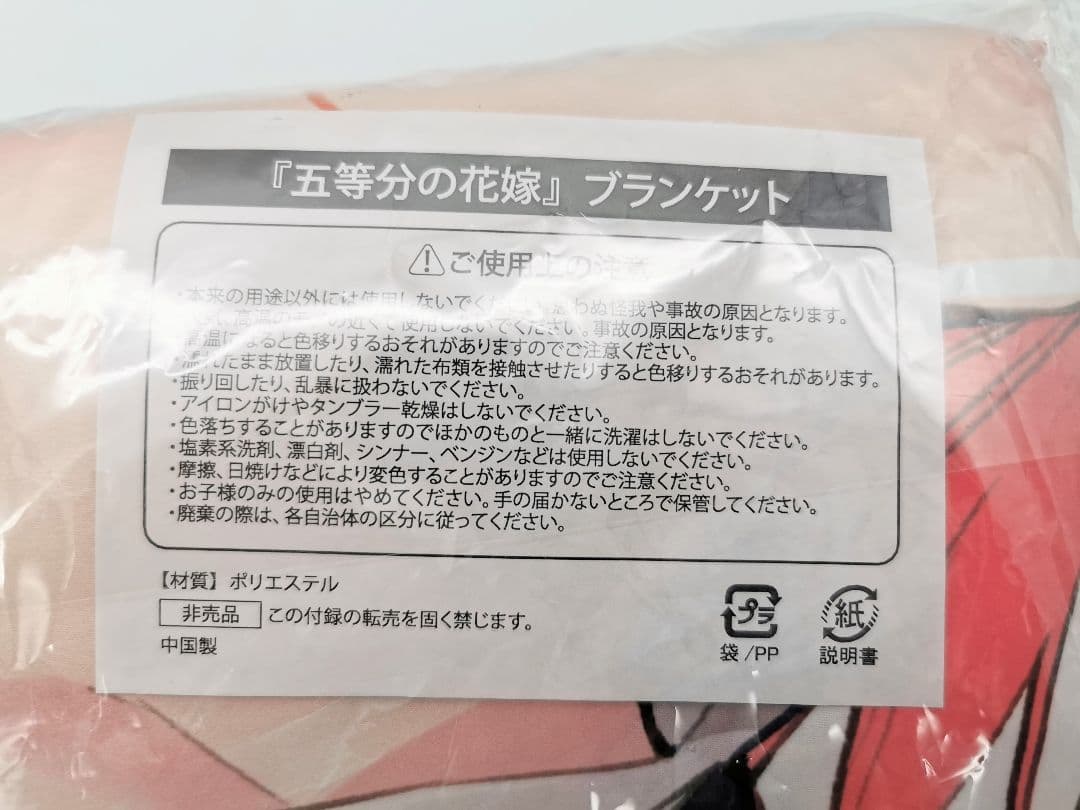 『五等分の花嫁』 ブランケット
ご使用上の注意
・本来の用途以外には使用しないでください。思わぬ怪我や事故の原因となります。
高温の近くで使用しないでください。事故の原因となります。
高温になると色移りするおそれがありますのでご注意ください。
・濡れたまま放置したり、濡れた布類を接触させたりすると色移りするおそれがあります。
・振り回したり、乱暴に扱わないでください。
・アイロンがけやタンブラー乾燥はしないでください。
・色落ちすることがありますのでほかのものと一緒に洗濯はしないでください。
・塩素系洗剤、漂白剤、シンナー、ベンジンなどは使用しないでください。
・摩擦、日焼けなどにより変色することがありますのでご注意ください。
・お子様のみの使用はやめてください。手の届かないところで保管してください。
・廃棄の際は、各自治体の区分に従ってください。
【材質】ポリエステル
非売品 この付録の転売を固く禁じます。
中国製
プラ
袋/PP
紙
説明書